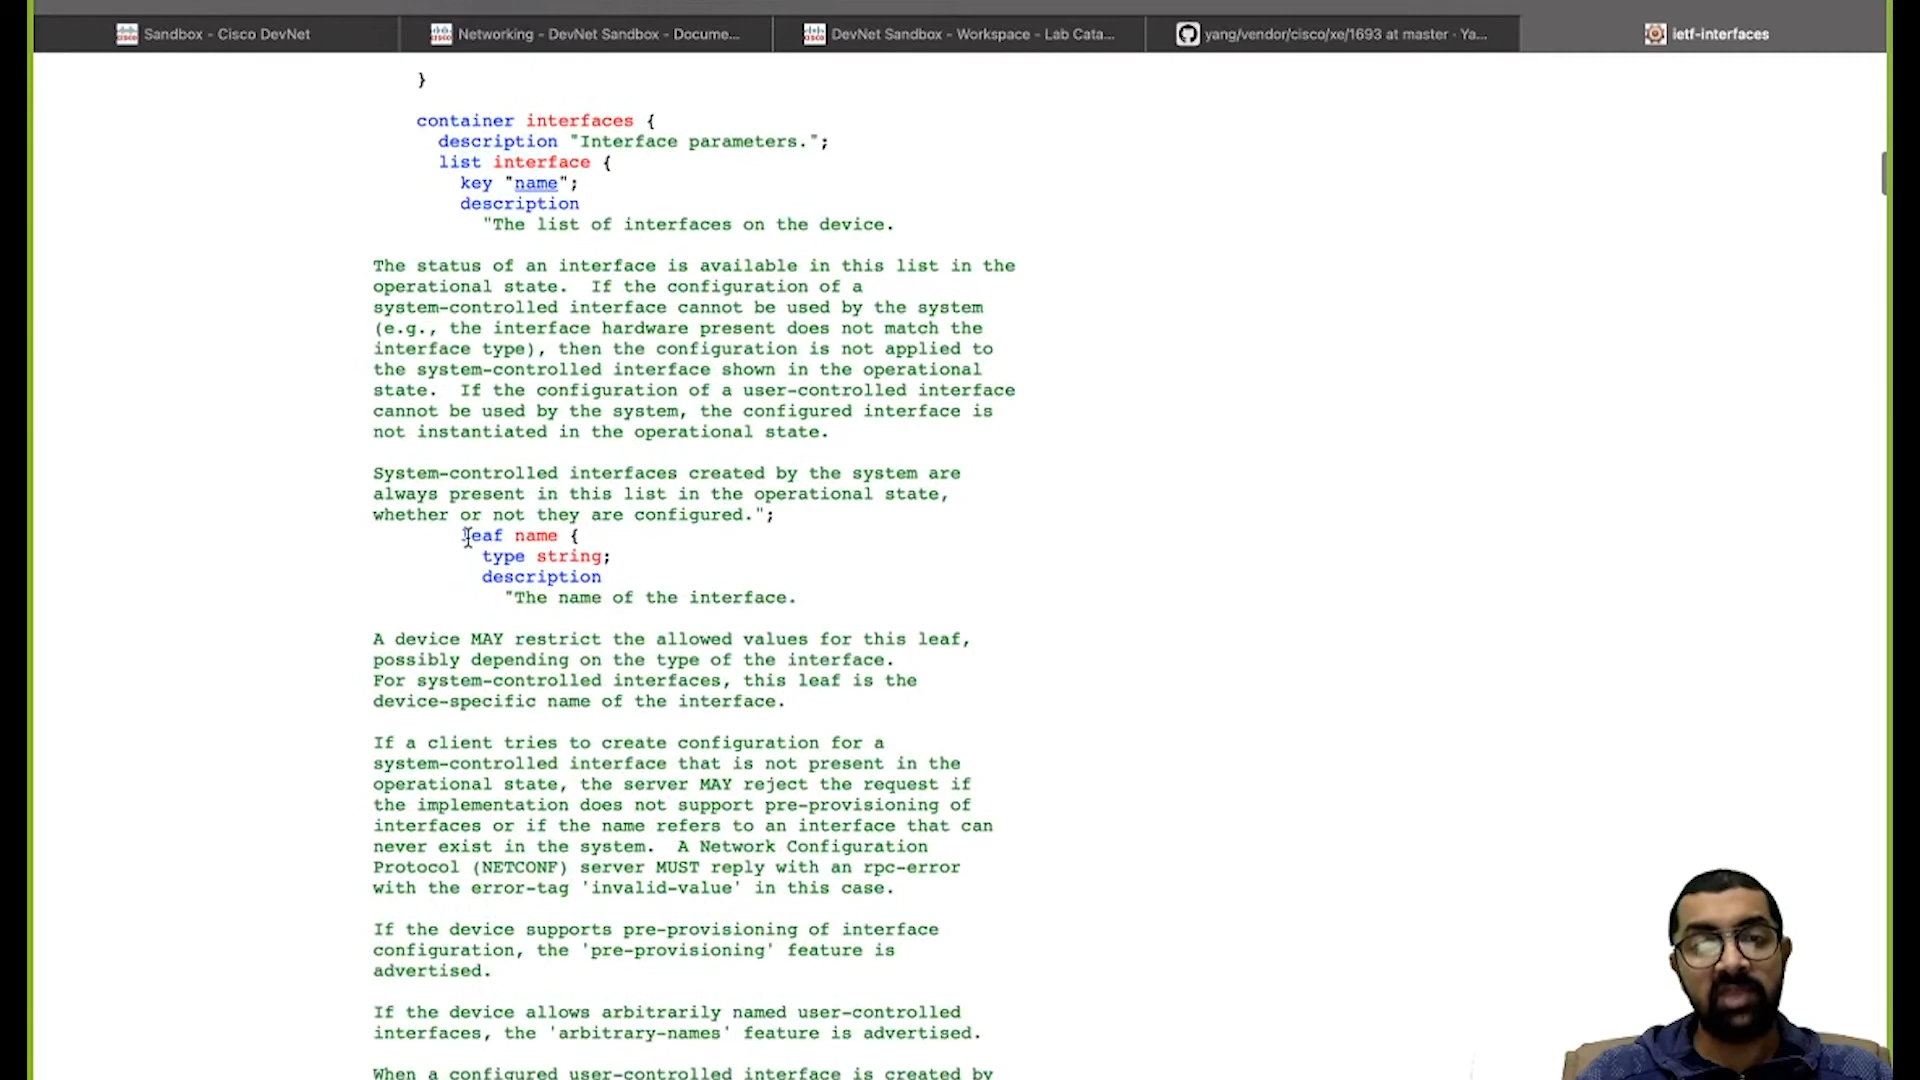 Sandbox - Cisco DevNet
Networking - DevNet Sandbox - Docume...
DevNet Sandbox - Workspace - Lab Cata...
yang/vendor/cisco/xe/1693 at master · Ya...
ietf-interfaces
}
container interfaces {
description "Interface parameters.";
list interface {
key "name";
description
"The list of interfaces on the device.
The status of an interface is available in this list in the
operational state.  If the configuration of a
system-controlled interface cannot be used by the system
(e.g., the interface hardware present does not match the
interface type), then the configuration is not applied to
the system-controlled interface shown in the operational
state.  If the configuration of a user-controlled interface
cannot be used by the system, the configured interface is
not instantiated in the operational state.
System-controlled interfaces created by the system are
always present in this list in the operational state,
whether or not they are configured.";
leaf name {
type string;
description
"The name of the interface.
A device MAY restrict the allowed values for this leaf,
possibly depending on the type of the interface.
For system-controlled interfaces, this leaf is the
device-specific name of the interface.
If a client tries to create configuration for a
system-controlled interface that is not present in the
operational state, the server MAY reject the request if
the implementation does not support pre-provisioning of
interfaces or if the name refers to an interface that can
never exist in the system.  A Network Configuration
Protocol (NETCONF) server MUST reply with an rpc-error
with the error-tag 'invalid-value' in this case.
If the device supports pre-provisioning of interface
configuration, the 'pre-provisioning' feature is
advertised.
If the device allows arbitrarily named user-controlled
interfaces, the 'arbitrary-names' feature is advertised.
When a configured user-controlled interface is created by